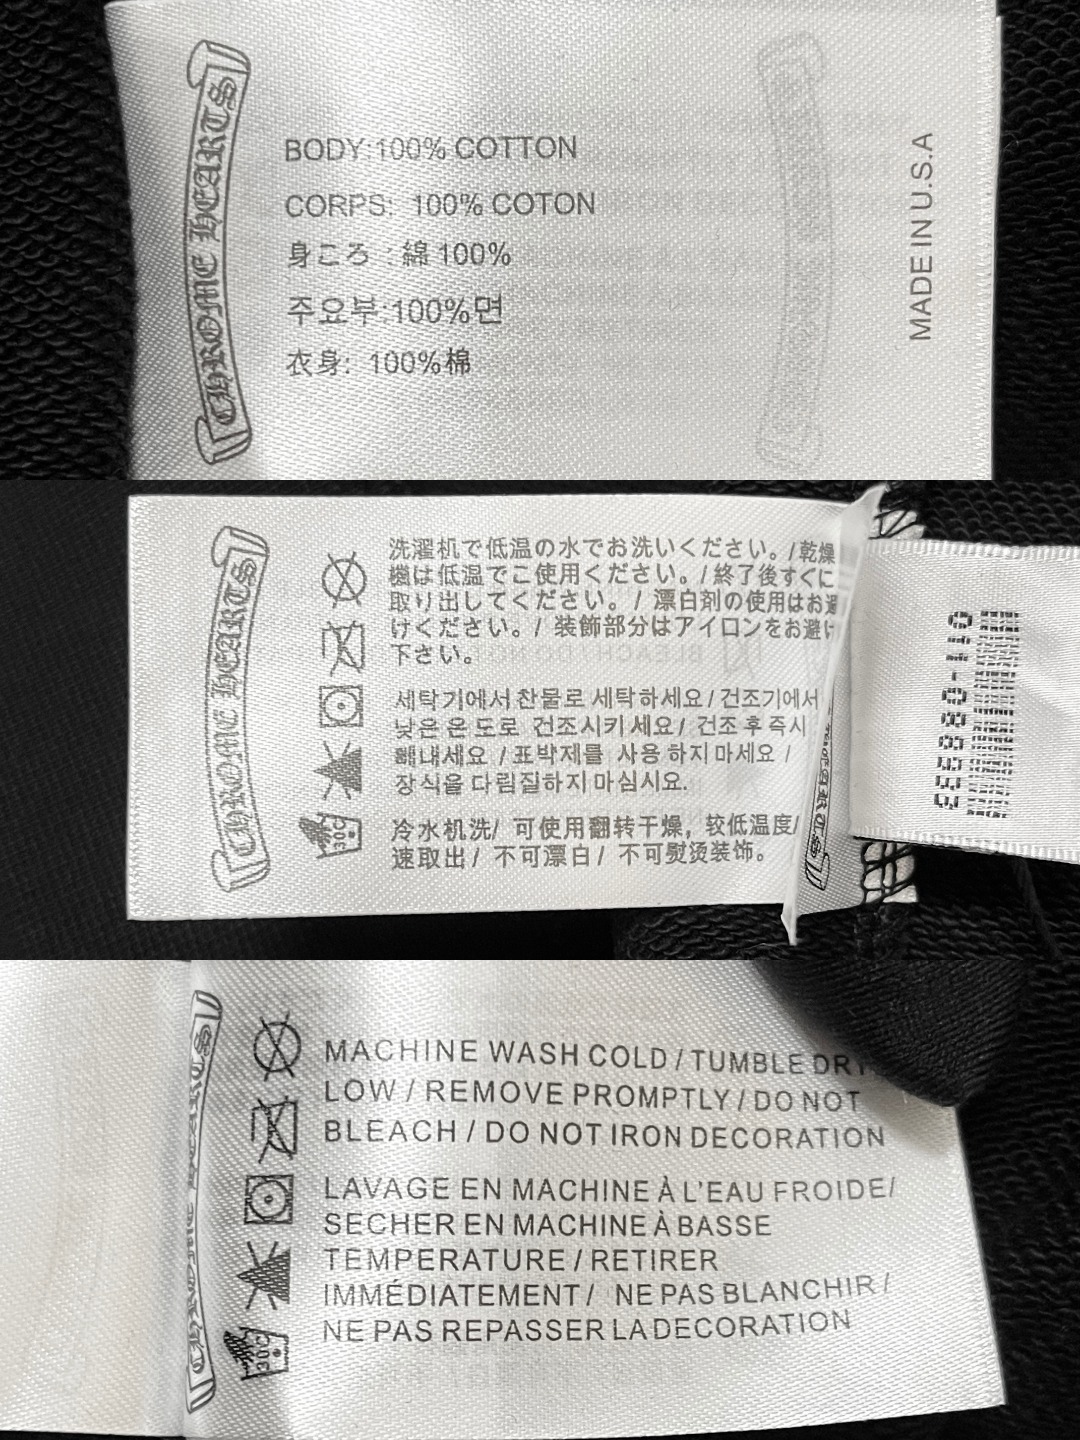 CHROME HEARTS
BODY:100% COTTON
CORPS: 100% COTON
身ころ：綿 100%
주요부:100%면
衣身: 100%棉
MADE IN U.S.A
CHROME HEARTS
洗濯机で低温の水でお洗いください。/乾燥
機は低温でこ使用ください。/終了後すぐに
取り出してください。/ 漂白剤の使用はお避
けください。/ 装飾部分はアイロンをお避け
下さい。
세탁기에서 찬물로 세탁하세요 / 건조기에서
낮은 온도로 건조시키세요 / 건조 후 즉시
빼내세요 / 표박제를 사용하지 마세요 /
장식을 다림질하지 마십시요.
冷水机洗/ 可使用翻转干燥，较低温度/
速取出/ 不可漂白/ 不可熨烫装饰。
30C
HEARTS
CHROME HEARTS
MACHINE WASH COLD / TUMBLE DRY
LOW / REMOVE PROMPTLY / DO NOT
BLEACH / DO NOT IRON DECORATION
LAVAGE EN MACHINE À L'EAU FROIDE/
SECHER EN MACHINE À BASSE
TEMPERATURE / RETIRER
IMMÉDIATEMENT / NE PAS BLANCHIR /
NE PAS REPASSER LA DECORATION
30C